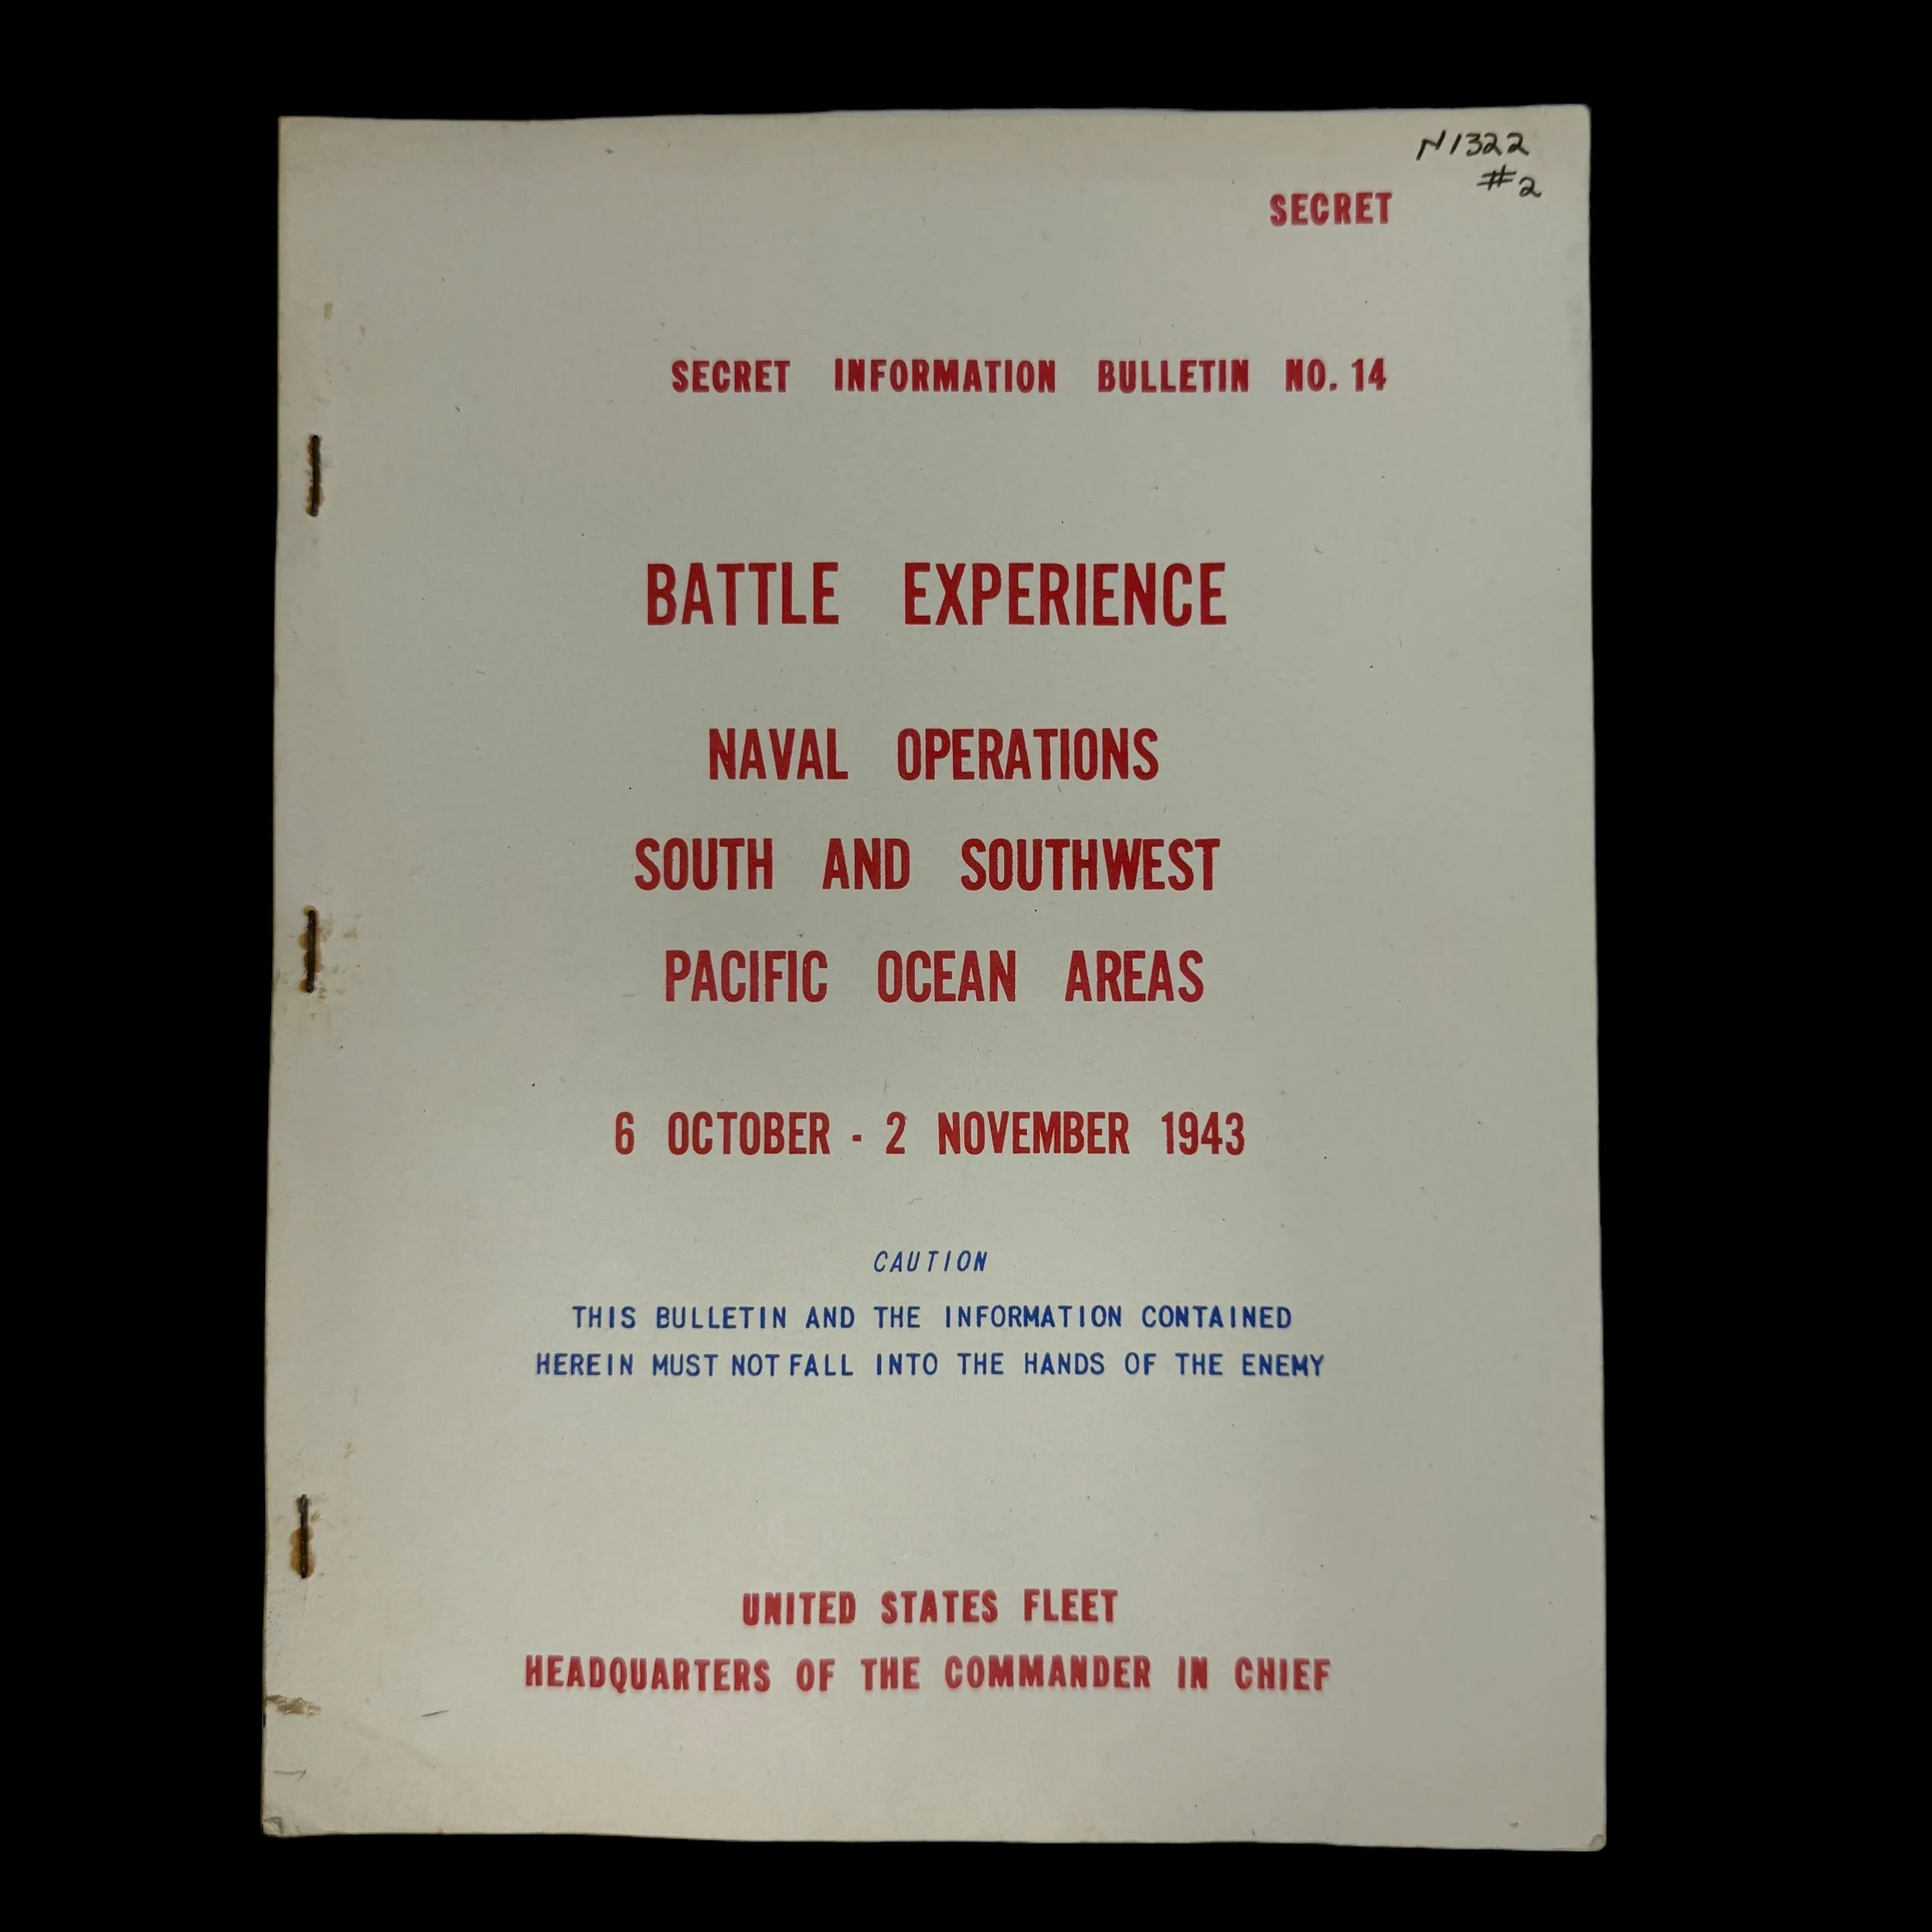 N1322
#2
SECRET
SECRET INFORMATION BULLETIN NO. 14
BATTLE EXPERIENCE
NAVAL OPERATIONS
SOUTH AND SOUTHWEST
PACIFIC OCEAN AREAS
6 OCTOBER - 2 NOVEMBER 1943
CAUTION
THIS BULLETIN AND THE INFORMATION CONTAINED
HEREIN MUST NOT FALL INTO THE HANDS OF THE ENEMY
UNITED STATES FLEET
HEADQUARTERS OF THE COMMANDER IN CHIEF